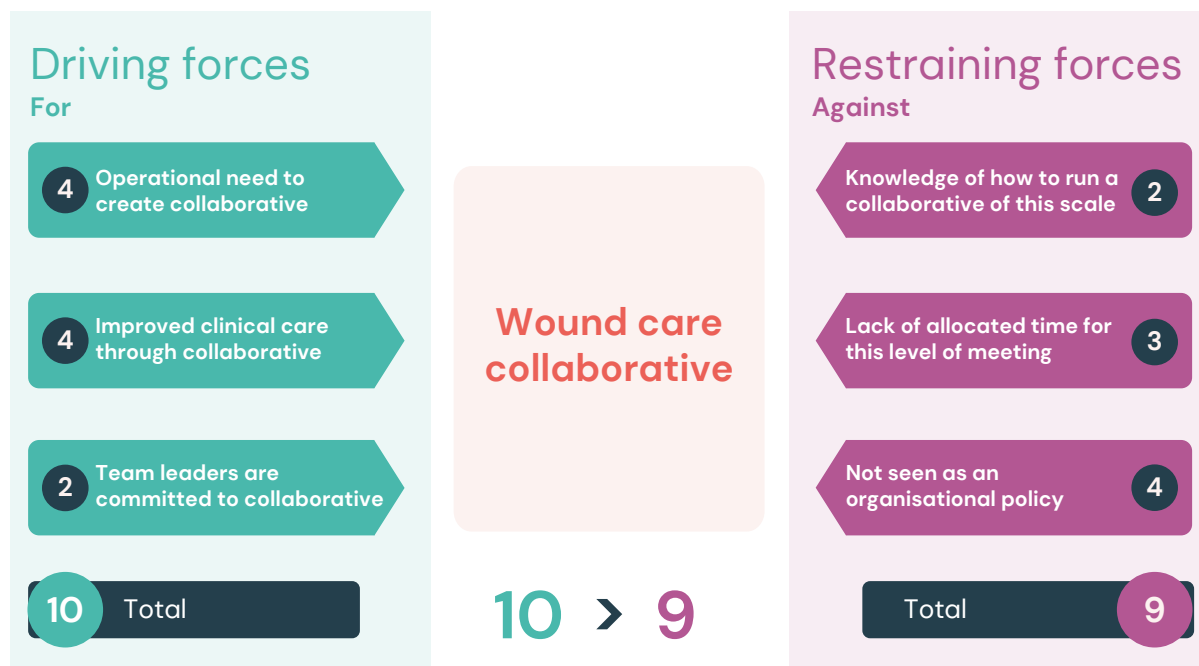 Driving forces
For
4
Operational need to
create collaborative
4
Improved clinical care
through collaborative
2
Team leaders are
committed to collaborative
10
Total
Wound care
collaborative
10 > 9
Restraining forces
Against
Knowledge of how to run a
collaborative of this scale
2
Lack of allocated time for
this level of meeting
3
Not seen as an
organisational policy
4
Total
9